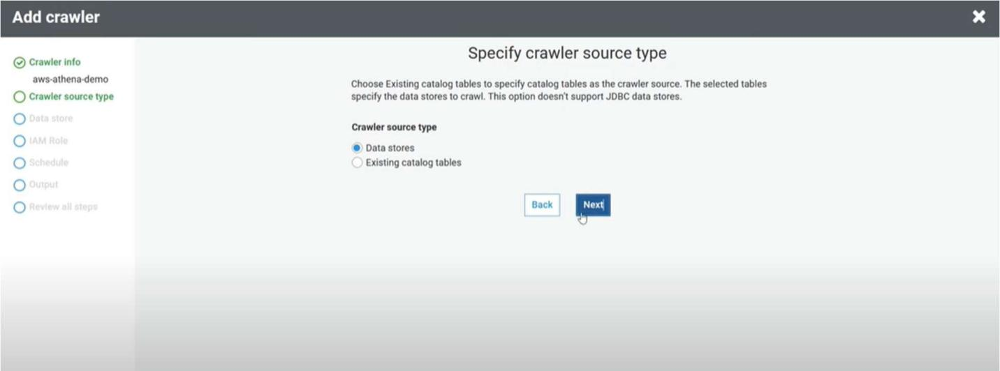 Add crawler
Crawler info
aws-athena-demo
Crawler source type
Data store
IAM Role
Schedule
Output
Review all steps
Specify crawler source type
Choose Existing catalog tables to specify catalog tables as the crawler source. The selected tables
specify the data stores to crawl. This option doesn't support JDBC data stores.
Crawler source type
Data stores
Existing catalog tables
Back
Next